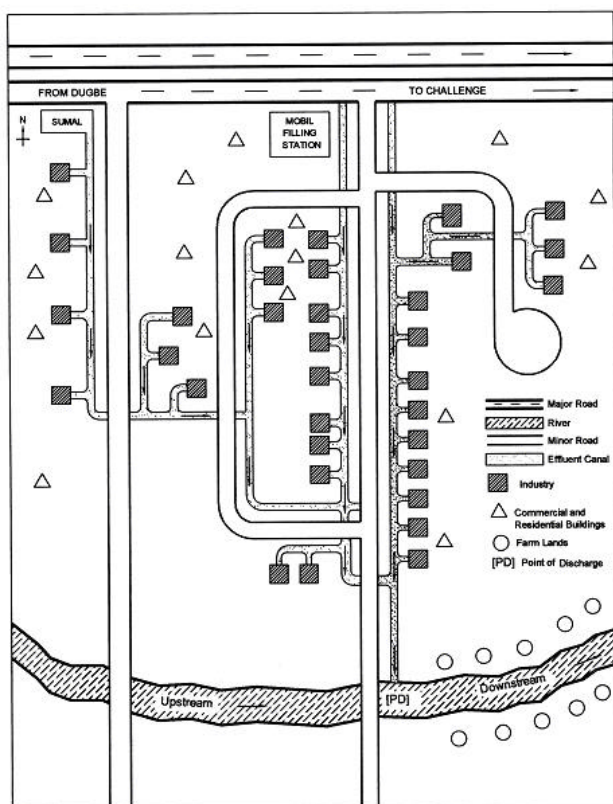 FROM DUGBE
TO CHALLENGE
N
SUMAL
MOBIL
FILLING
STATION
Major Road
River
Minor Road
Effluent Canal
Industry
Commercial and
Residential Buildings
Farm Lands
[PD] Point of Discharge
Upstream
[PD]
Downstream